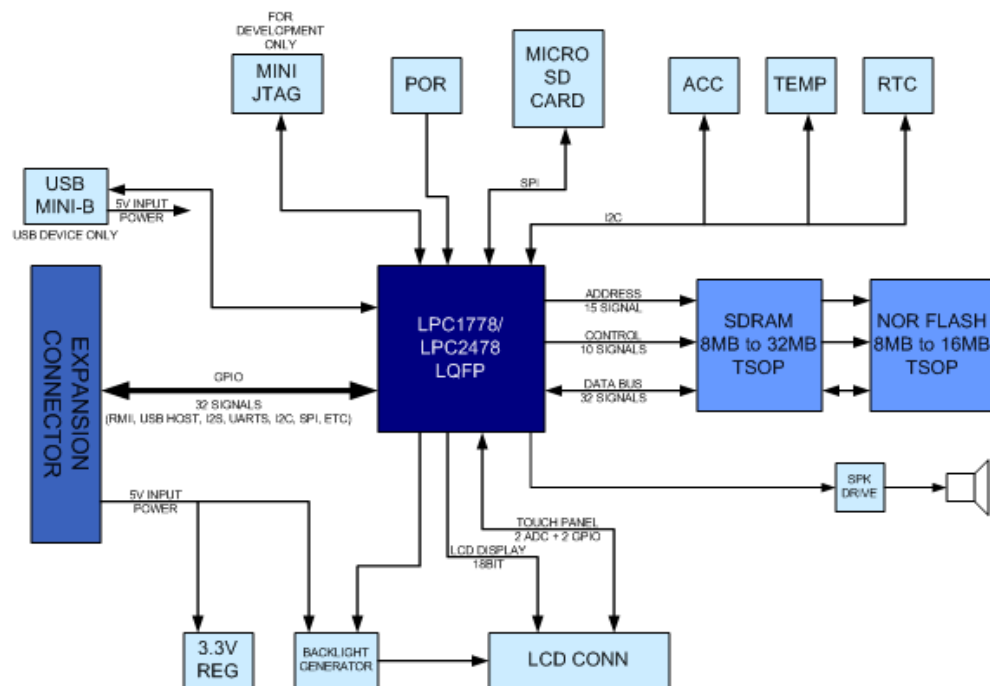 FOR
DEVELOPMENT
ONLY
MINI
JTAG
POR
MICRO
SD
CARD
ACC
TEMP
RTC
USB
MINI-B
5V INPUT
POWER
USB DEVICE ONLY
SPI
I2C
EXPANSION
CONNECTOR
LPC1778/
LPC2478
LQFP
ADDRESS
15 SIGNAL
CONTROL
10 SIGNALS
DATA BUS
32 SIGNALS
SDRAM
8MB to 32MB
TSOP
NOR FLASH
8MB to 16MB
TSOP
GPIO
32 SIGNALS
(RMII, USB HOST, I2S, UARTS, I2C, SPI, ETC)
5V INPUT
POWER
SPK
DRIVE
TOUCH PANEL
2 ADC + 2 GPIO
LCD DISPLAY
18BIT
3.3V
REG
BACKLIGHT
GENERATOR
LCD CONN